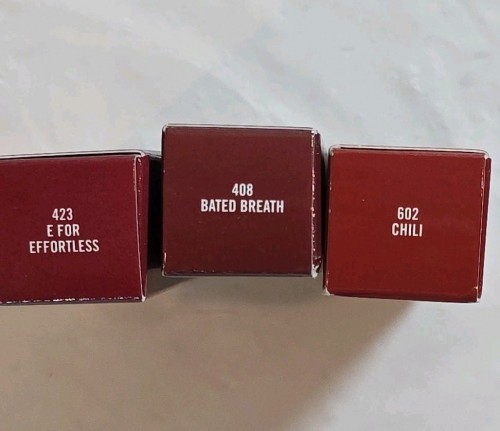 423
E FOR
EFFORTLESS
408
BATED BREATH
602
CHILI